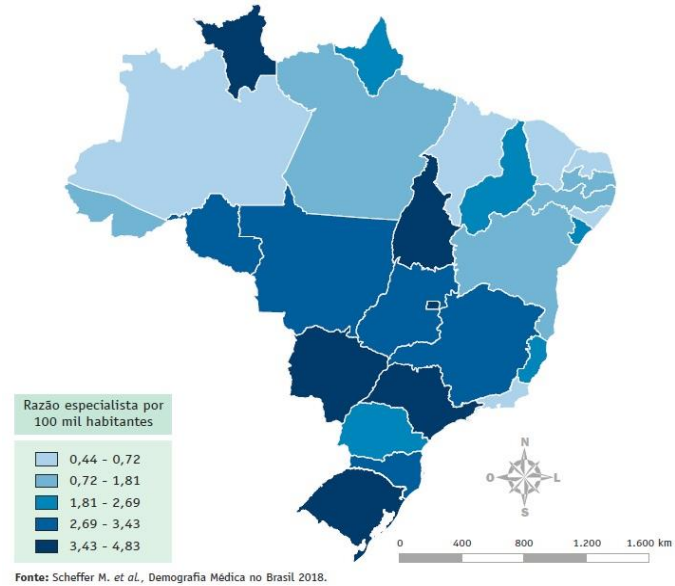 Razão especialista por
100 mil habitantes
0,44 - 0,72
0,72 - 1,81
1,81 - 2,69
2,69 - 3,43
3,43 - 4,83
N
O
L
S
0 400 800 1.200 1.600 km
Fonte: Scheffer M. et al., Demografia Médica no Brasil 2018.